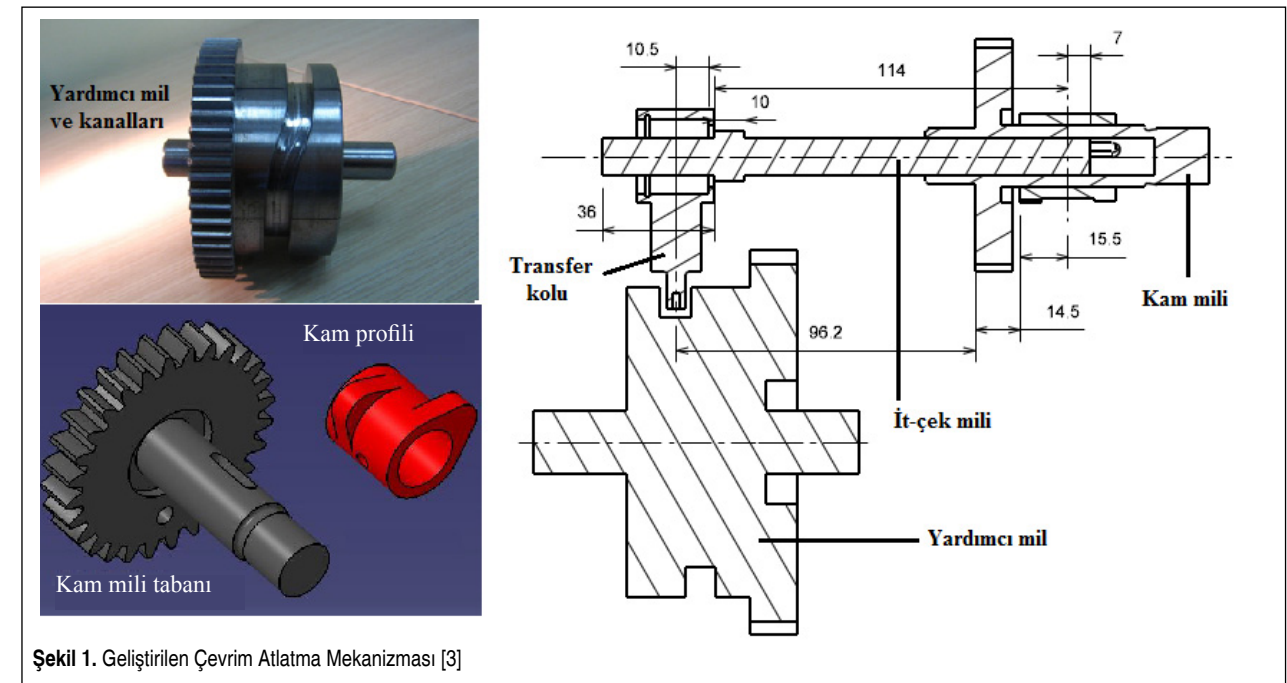 Yardımcı mil
ve kanalları
Kam profili
Kam mili tabanı
10.5
7
114
10
36
Transfer
kolu
15.5
Kam mili
14.5
96.2
İt-çek mili
Yardımcı mil
Şekil 1. Geliştirilen Çevrim Atlatma Mekanizması [3]